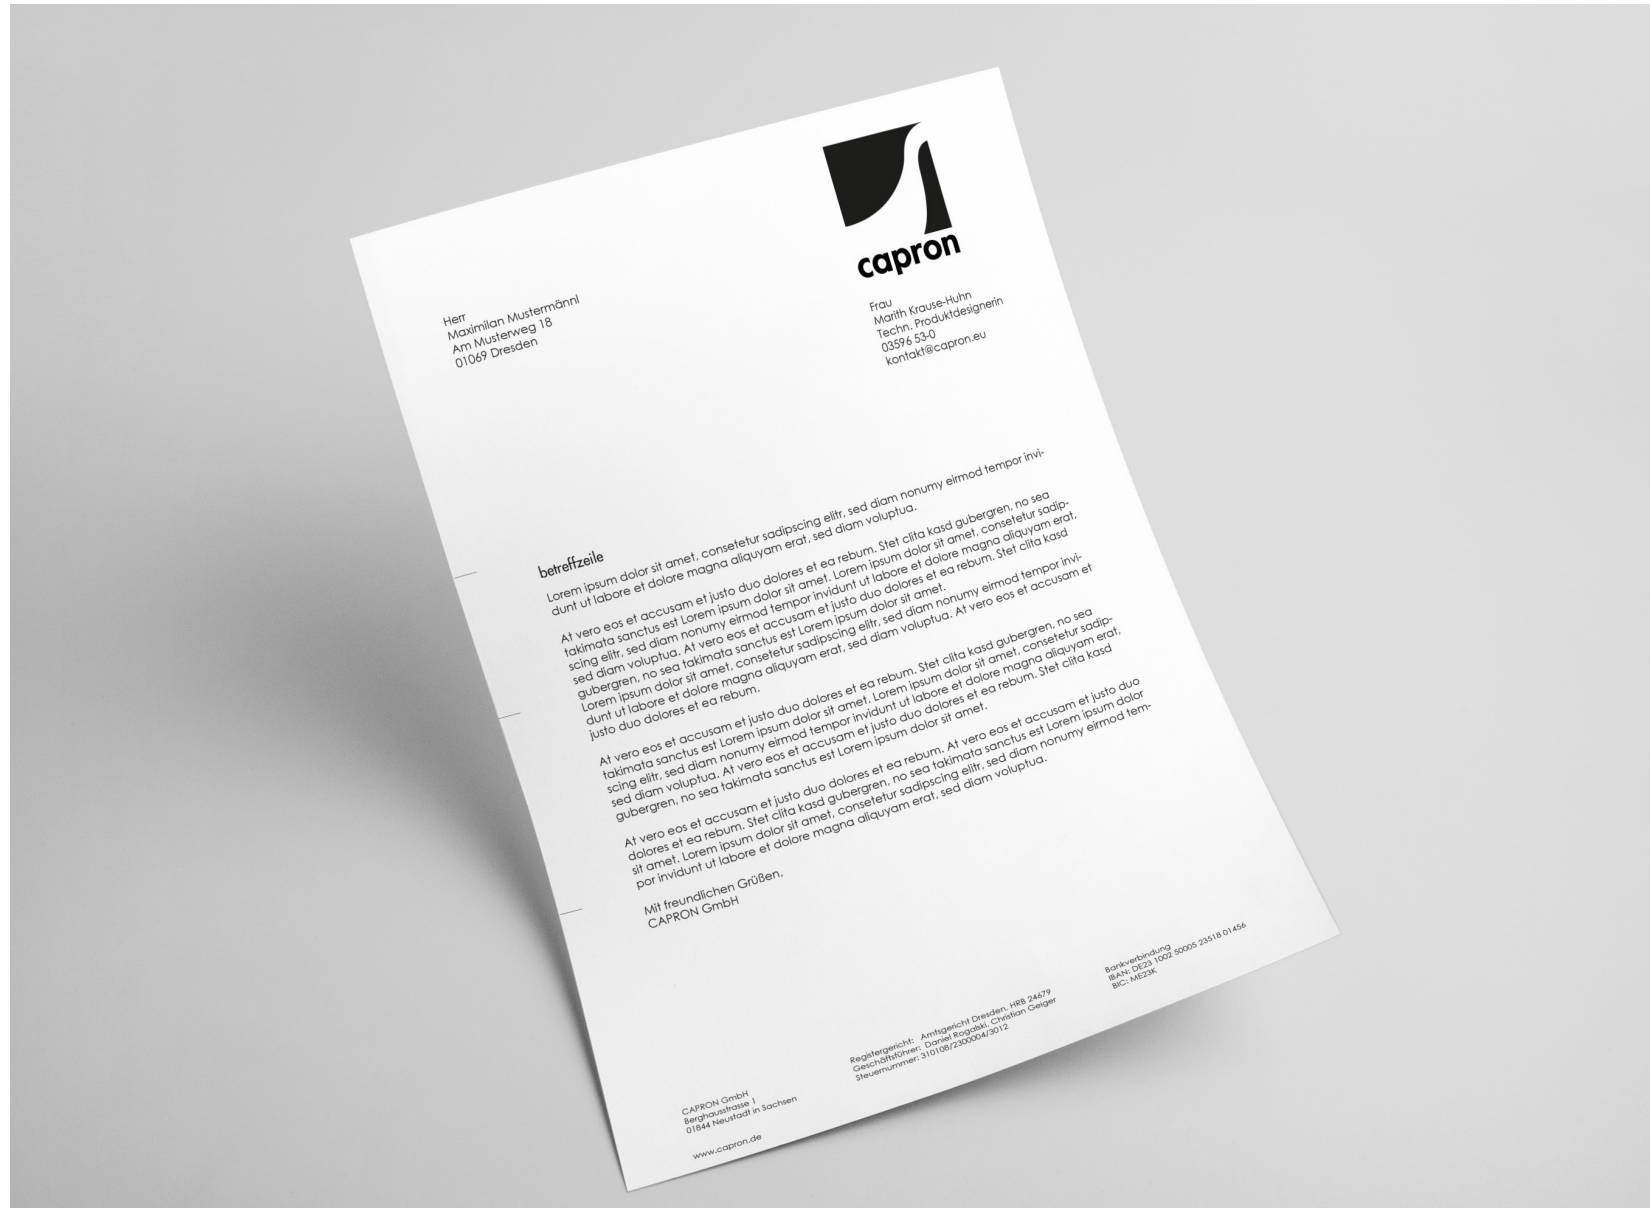 capron
Herr
Maximilan Mustermännl
Am Musterweg 18
01069 Dresden
Frau
Marith Krause-Huhn
Techn. Produktdesignerin
03596 53-0
kontakt@capron.eu
betreffzeile
Lorem ipsum dolor sit amet, consetetur sadipscing elitr, sed diam nonumy eirmod tempor invi-
dunt ut labore et dolore magna aliquyam erat, sed diam voluptua.
At vero eos et accusam et justo duo dolores et ea rebum. Stet clita kasd gubergren, no sea
takimata sanctus est Lorem ipsum dolor sit amet. Lorem ipsum dolor sit amet, consetetur sadip-
scing elitr, sed diam nonumy eirmod tempor invidunt ut labore et dolore magna aliquyam erat,
sed diam voluptua. At vero eos et accusam et justo duo dolores et ea rebum. Stet clita kasd
gubergren, no sea takimata sanctus est Lorem ipsum dolor sit amet.
Lorem ipsum dolor sit amet, consetetur sadipscing elitr, sed diam nonumy eirmod tempor invi-
dunt ut labore et dolore magna aliquyam erat, sed diam voluptua. At vero eos et accusam et
justo duo dolores et ea rebum.
At vero eos et accusam et justo duo dolores et ea rebum. Stet clita kasd gubergren, no sea
takimata sanctus est Lorem ipsum dolor sit amet. Lorem ipsum dolor sit amet, consetetur sadip-
scing elitr, sed diam nonumy eirmod tempor invidunt ut labore et dolore magna aliquyam erat,
sed diam voluptua. At vero eos et accusam et justo duo dolores et ea rebum. Stet clita kasd
gubergren, no sea takimata sanctus est Lorem ipsum dolor sit amet.
At vero eos et accusam et justo duo dolores et ea rebum. At vero eos et accusam et justo duo
dolores et ea rebum. Stet clita kasd gubergren, no sea takimata sanctus est Lorem ipsum dolor
sit amet. Lorem ipsum dolor sit amet, consetetur sadipscing elitr, sed diam nonumy eirmod tem-
por invidunt ut labore et dolore magna aliquyam erat, sed diam voluptua.
Mit freundlichen Grüßen,
CAPRON GmbH
CAPRON GmbH
Berghausstrasse 1
01844 Neustadt in Sachsen
www.capron.de
Registergericht: Amtsgericht Dresden, HRB 24679
Geschäftsführer: Daniel Rogalski, Christian Geiger
Steuernummer: 310108/2300004/3012
Bankverbindung
IBAN: DE23 1002 50005 23518 01456
BIC: ME23K